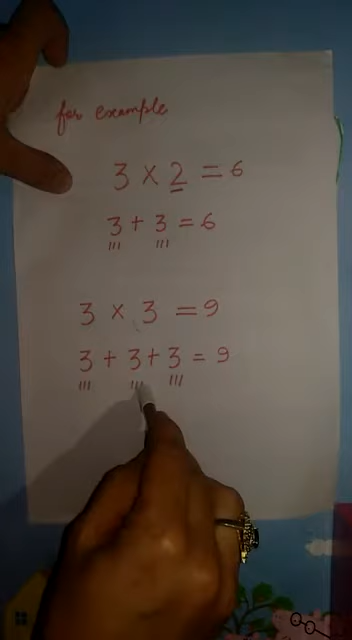 for example
3 × 2 = 6
3 + 3 = 6
3 × 3 = 9
3 + 3 + 3 = 9